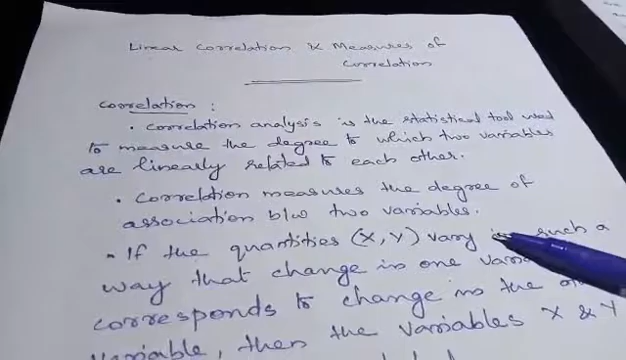 Linear Correlation & Measures of
Correlation
Correlation :
• Correlation analysis is the statistical tool used
to measure the degree to which two variables
are linearly related to each other.
• Correlation measures the degree of
association b/w two variables.
• If the quantities (X, Y) vary in such a
way that change in one
corresponds to change in the
variable, then the variables X & Y